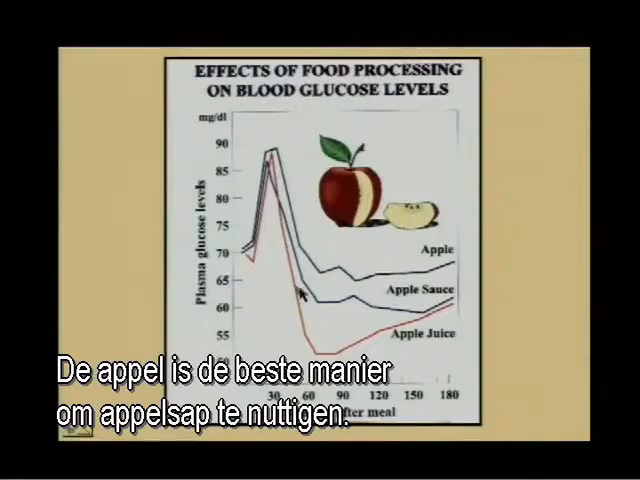 EFFECTS OF FOOD PROCESSING
ON BLOOD GLUCOSE LEVELS
mg/dl
90
85
80
75
70
65
60
55
Plasma glucose levels
Apple
Apple Sauce
Apple Juice
30 60 90 120 150 180
after meal
De appel is de beste manier
om appelsap te nuttigen.